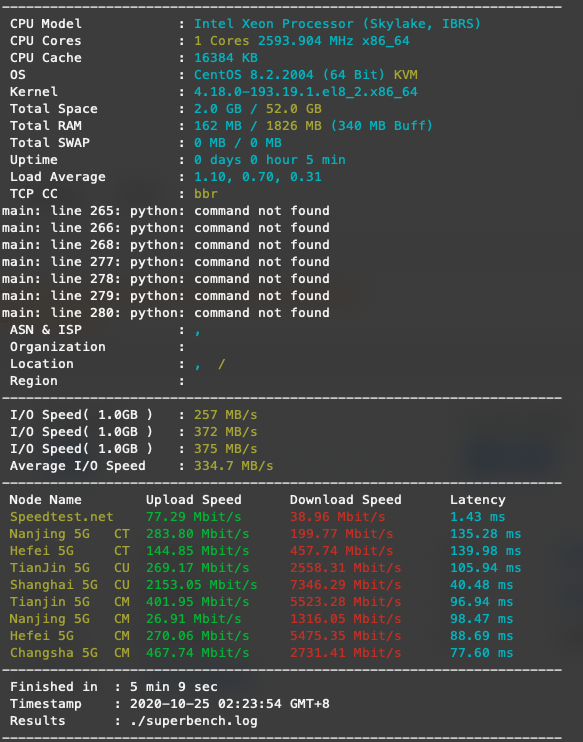 CPU Model : Intel Xeon Processor (Skylake, IBRS)
CPU Cores : 1 Cores 2593.904 MHz x86_64
CPU Cache : 16384 KB
OS : CentOS 8.2.2004 (64 Bit) KVM
Kernel : 4.18.0-193.19.1.el8_2.x86_64
Total Space : 2.0 GB / 52.0 GB
Total RAM : 162 MB / 1826 MB (340 MB Buff)
Total SWAP : 0 MB / 0 MB
Uptime : 0 days 0 hour 5 min
Load Average : 1.10, 0.70, 0.31
TCP CC : bbr
main: line 265: python: command not found
main: line 266: python: command not found
main: line 268: python: command not found
main: line 277: python: command not found
main: line 278: python: command not found
main: line 279: python: command not found
main: line 280: python: command not found
ASN & ISP : ,
Organization :
Location : , /
Region :
I/O Speed( 1.0GB ) : 257 MB/s
I/O Speed( 1.0GB ) : 372 MB/s
I/O Speed( 1.0GB ) : 375 MB/s
Average I/O Speed : 334.7 MB/s
Node Name Upload Speed Download Speed Latency
Speedtest.net 77.29 Mbit/s 38.96 Mbit/s 1.43 ms
Nanjing 5G CT 283.80 Mbit/s 199.77 Mbit/s 135.28 ms
Hefei 5G CT 144.85 Mbit/s 457.74 Mbit/s 139.98 ms
TianJin 5G CU 269.17 Mbit/s 2558.31 Mbit/s 105.94 ms
Shanghai 5G CU 2153.05 Mbit/s 7346.29 Mbit/s 40.48 ms
Tianjin 5G CM 401.95 Mbit/s 5523.28 Mbit/s 96.94 ms
Nanjing 5G CM 26.91 Mbit/s 1316.05 Mbit/s 98.47 ms
Hefei 5G CM 270.06 Mbit/s 5475.35 Mbit/s 88.69 ms
Changsha 5G CM 467.74 Mbit/s 2731.41 Mbit/s 77.60 ms
Finished in : 5 min 9 sec
Timestamp : 2020-10-25 02:23:54 GMT+8
Results : ./superbench.log